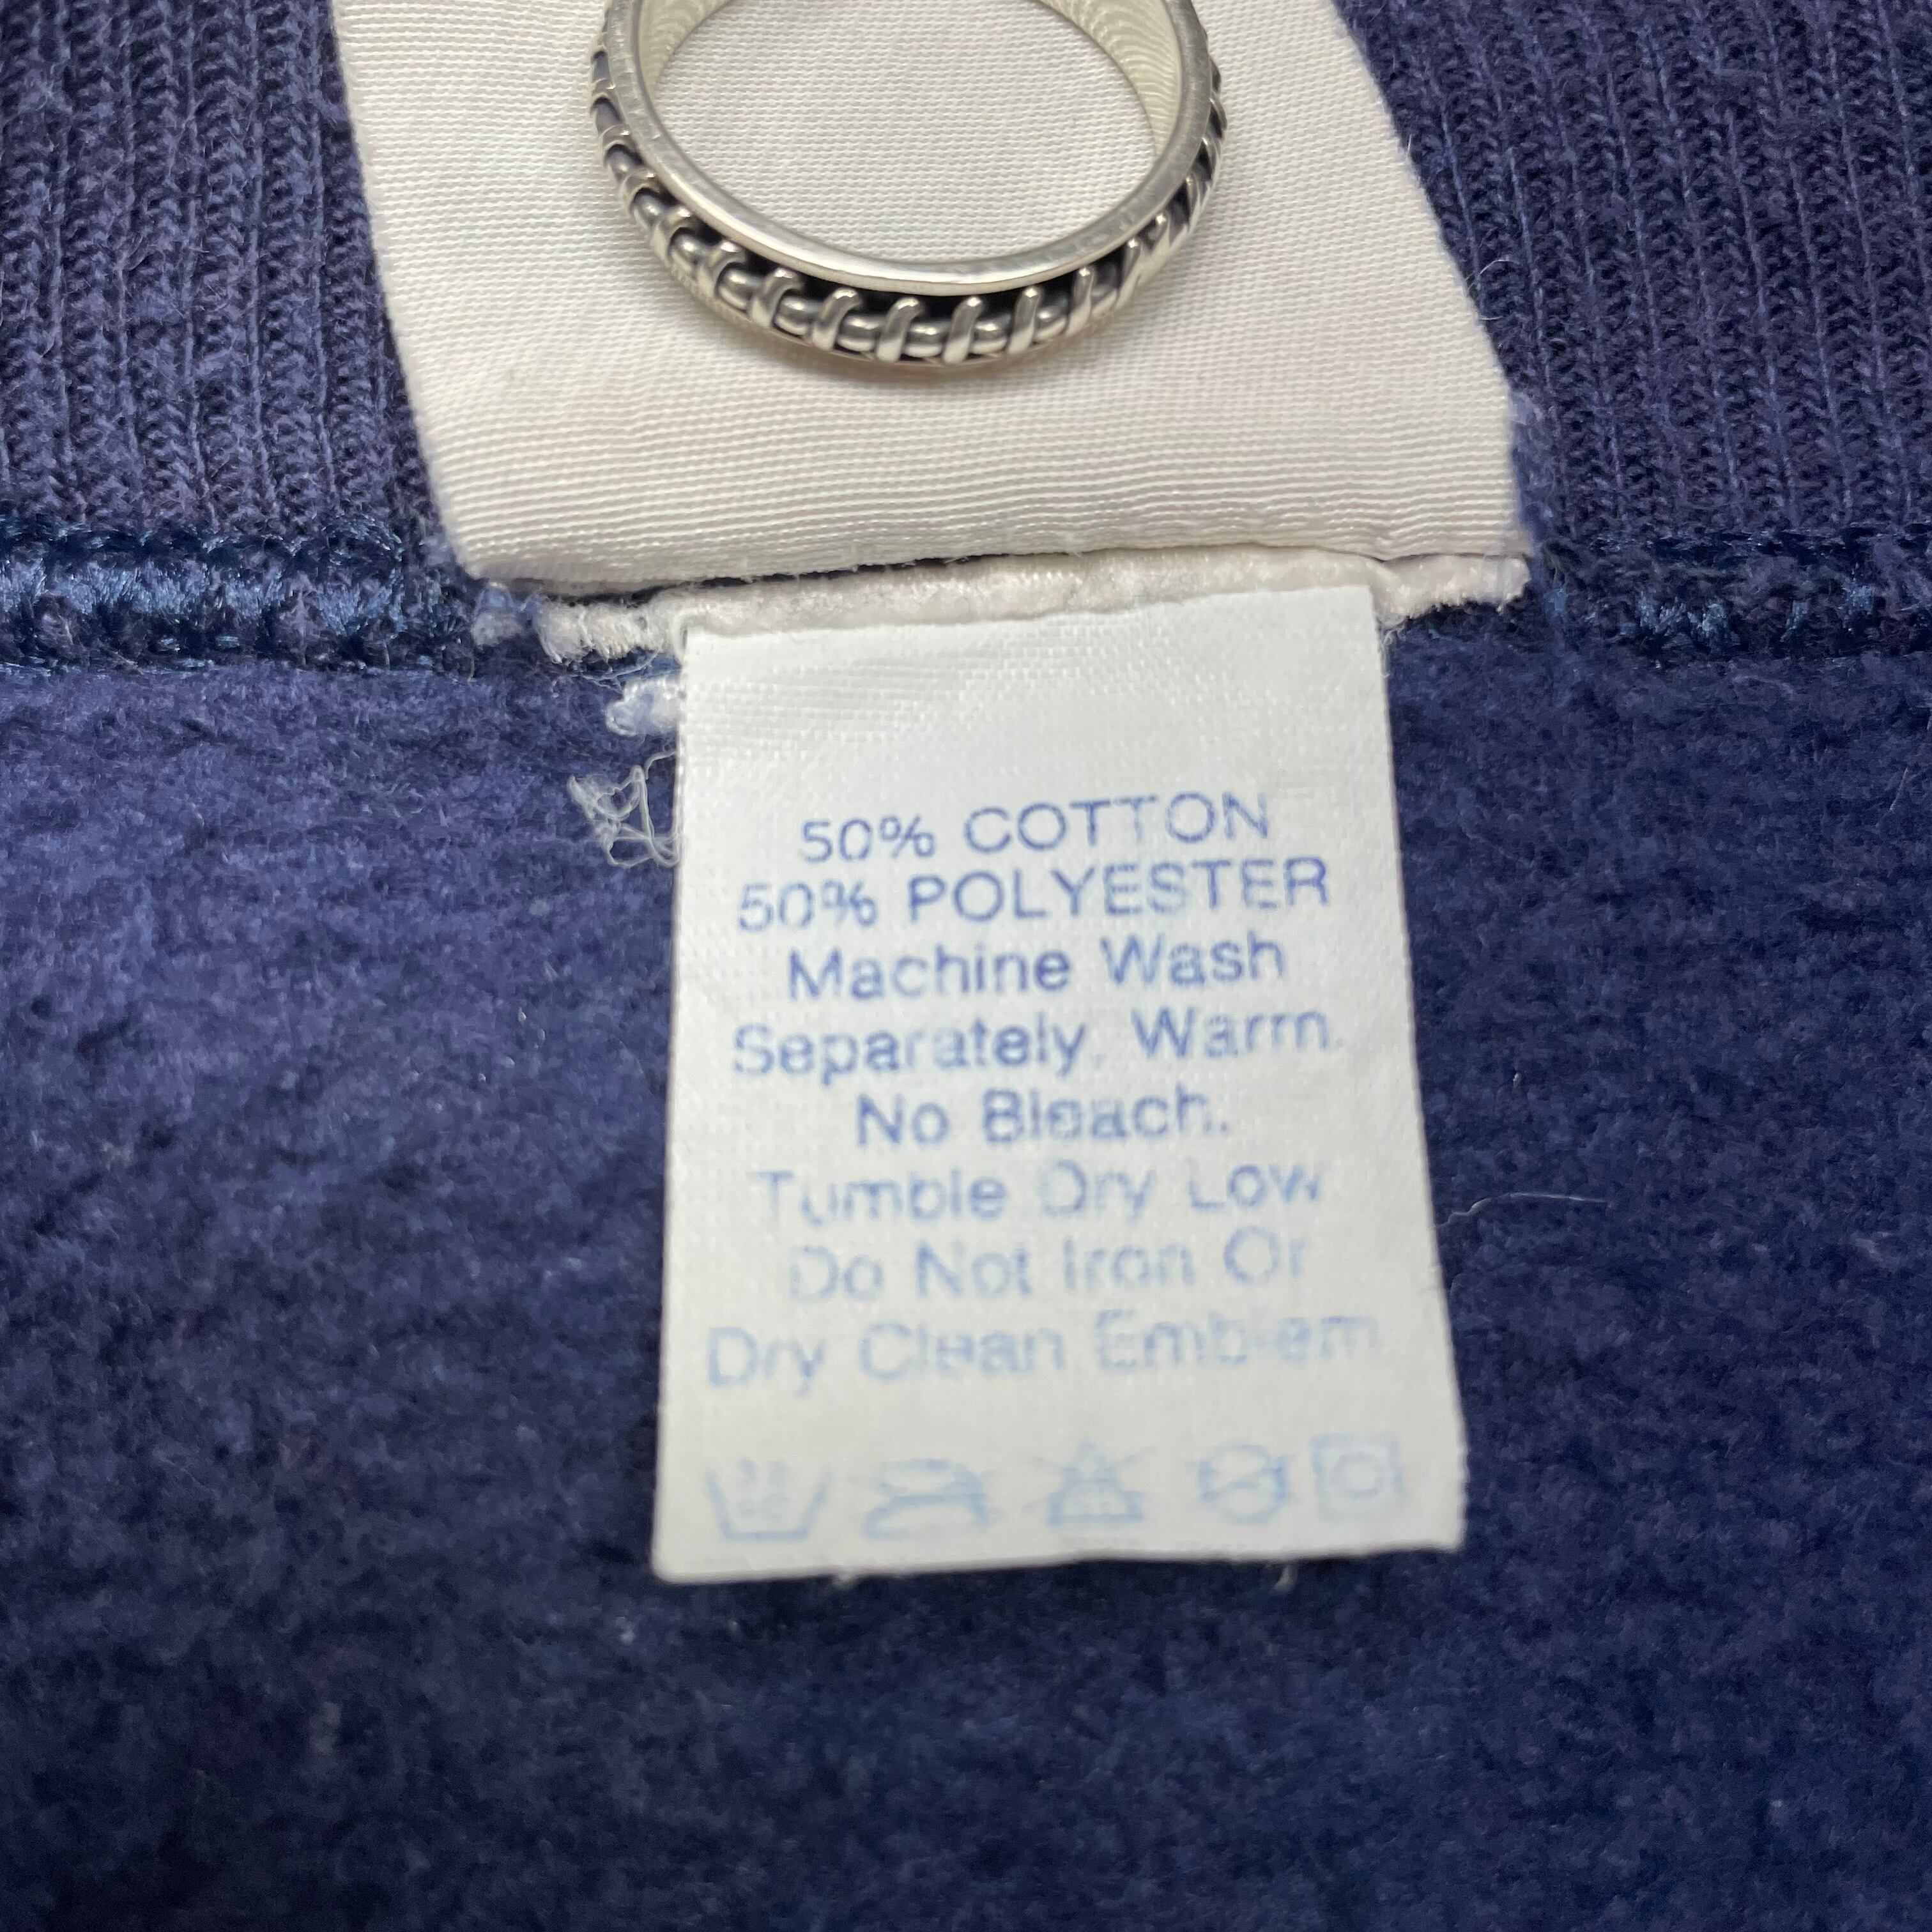 50% COTTON
50% POLYESTER
Machine Wash
Separately. Warm.
No Bleach.
Tumble Dry Low
Do Not Iron Or
Dry Clean Emblem